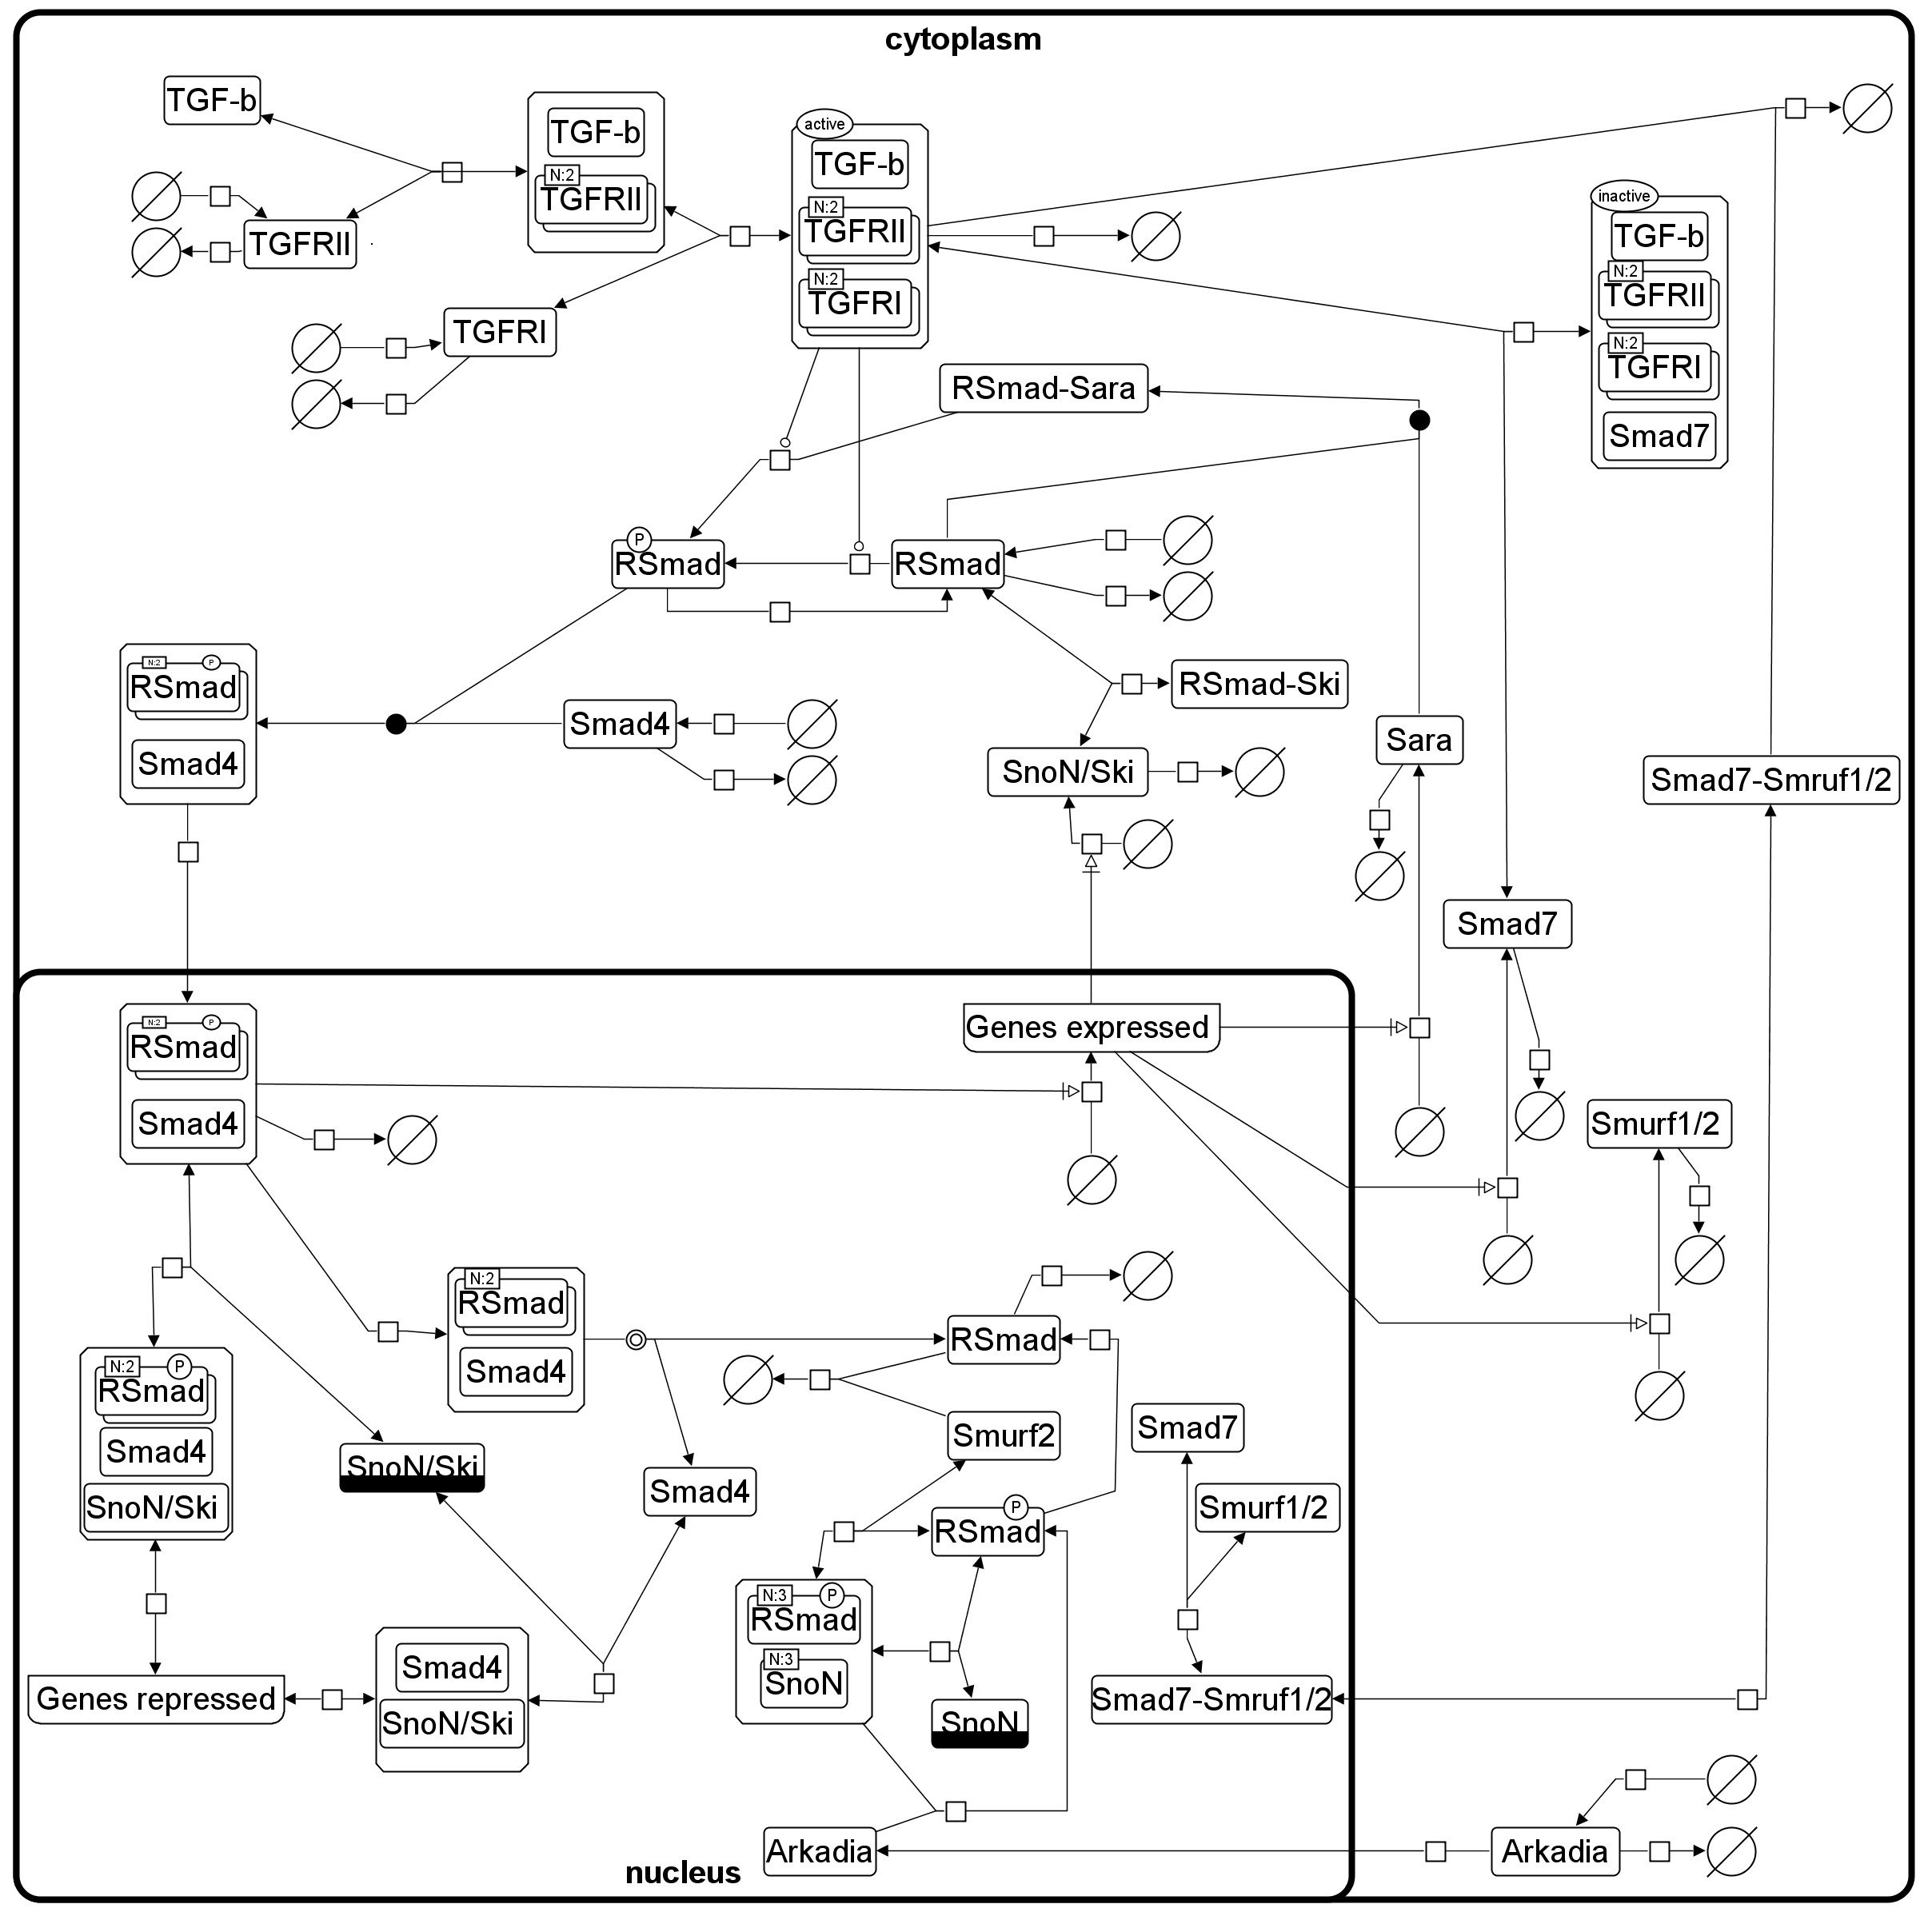 cytoplasm
TGF-b
TGFRII
TGF-b
N:2
TGFRII
TGFRI
active
TGF-b
N:2
TGFRII
N:2
TGFRI
inactive
TGF-b
N:2
TGFRII
N:2
TGFRI
Smad7
RSmad-Sara
P
RSmad
RSmad
N:2
P
RSmad
Smad4
Smad4
RSmad-Ski
SnoN/Ski
Sara
Smad7-Smruf1/2
Smad7
N:2
P
RSmad
Smad4
Genes expressed
Smurf1/2
N:2
RSmad
Smad4
RSmad
N:2
P
RSmad
Smad4
SnoN/Ski
SnoN/Ski
Smad4
Smurf2
Smad7
Smurf1/2
P
RSmad
N:3
P
RSmad
N:3
SnoN
SnoN
Smad4
SnoN/Ski
Genes repressed
Smad7-Smruf1/2
Arkadia
Arkadia
nucleus